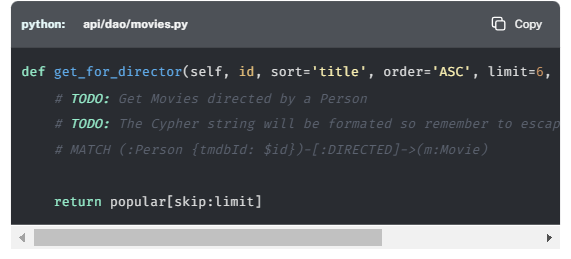 python: api/dao/movies.py Copy
def get_for_director(self, id, sort='title', order='ASC', limit=6,
# TODO: Get Movies directed by a Person
# TODO: The Cypher string will be formated so remember to escap
# MATCH (:Person {tmdbId: $id})-[:DIRECTED]->(m:Movie)
return popular[skip:limit]